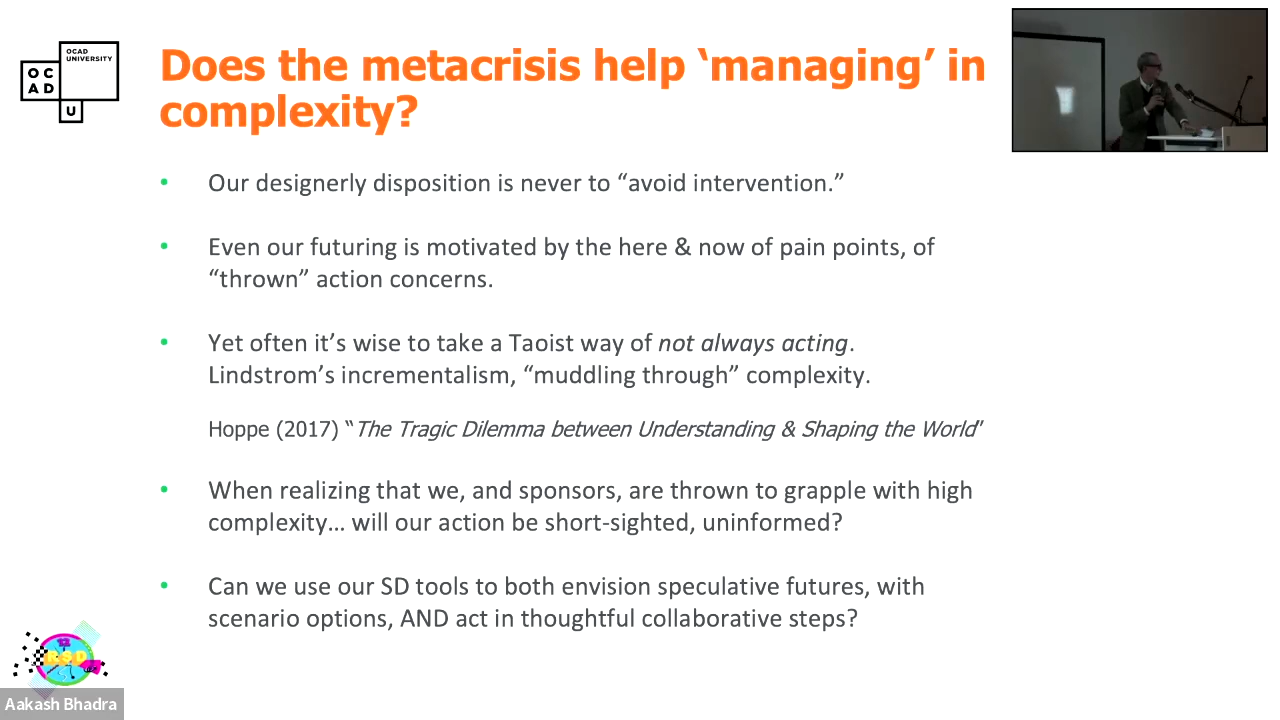 OCAD
UNIVERSITY
OC
AD
U
Does the metacrisis help ‘managing’ in
complexity?
• Our designerly disposition is never to “avoid intervention.”
• Even our futuring is motivated by the here & now of pain points, of
“thrown” action concerns.
• Yet often it’s wise to take a Taoist way of not always acting.
Lindstrom’s incrementalism, “muddling through” complexity.
Hoppe (2017) “The Tragic Dilemma between Understanding & Shaping the World”
• When realizing that we, and sponsors, are thrown to grapple with high
complexity… will our action be short-sighted, uninformed?
• Can we use our SD tools to both envision speculative futures, with
scenario options, AND act in thoughtful collaborative steps?
12
RSD
Aakash Bhadra